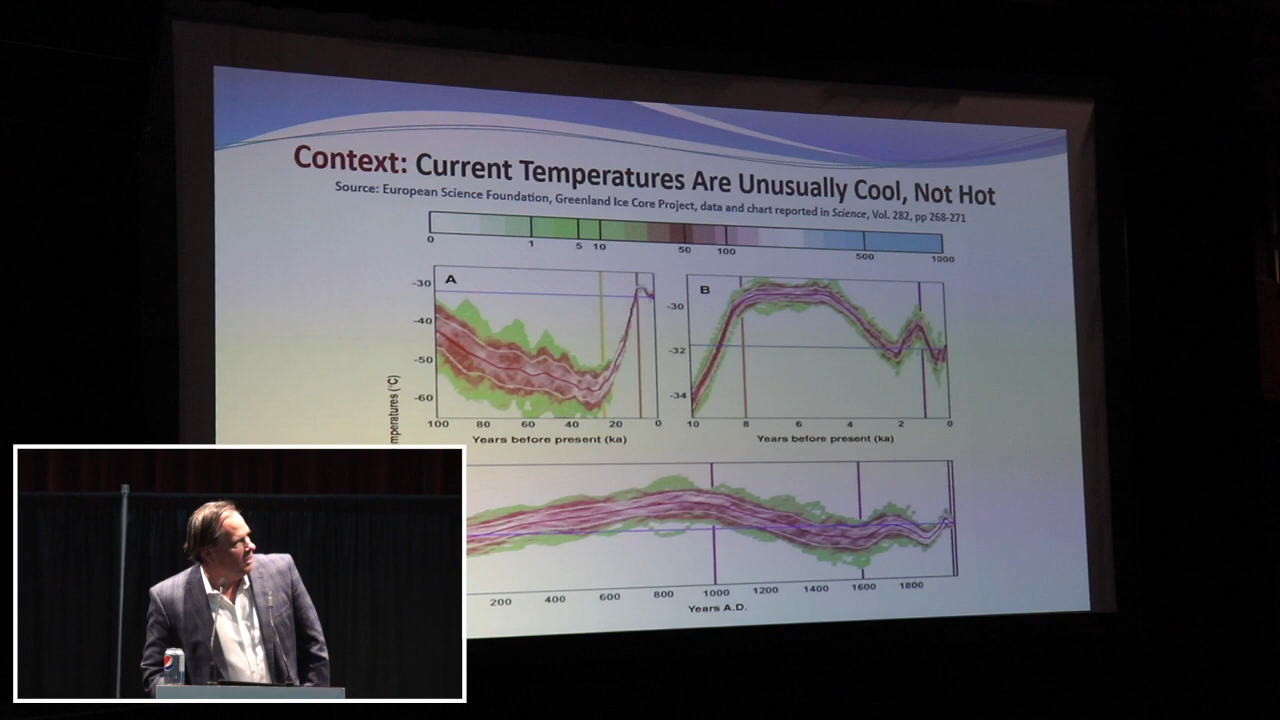 Context: Current Temperatures Are Unusually Cool, Not Hot
Source: European Science Foundation, Greenland Ice Core Project, data and chart reported in Science, Vol. 282, pp 268-271
0 1 5 10 50 100 500 1000
A
-30
-40
-50
-60
100 80 60 40 20 0
Years before present (ka)
B
-30
-32
-34
10 8 6 4 2 0
Years before present (ka)
(°C)
200 400 600 800 1000 1200 1400 1600 1800
Years A.D.